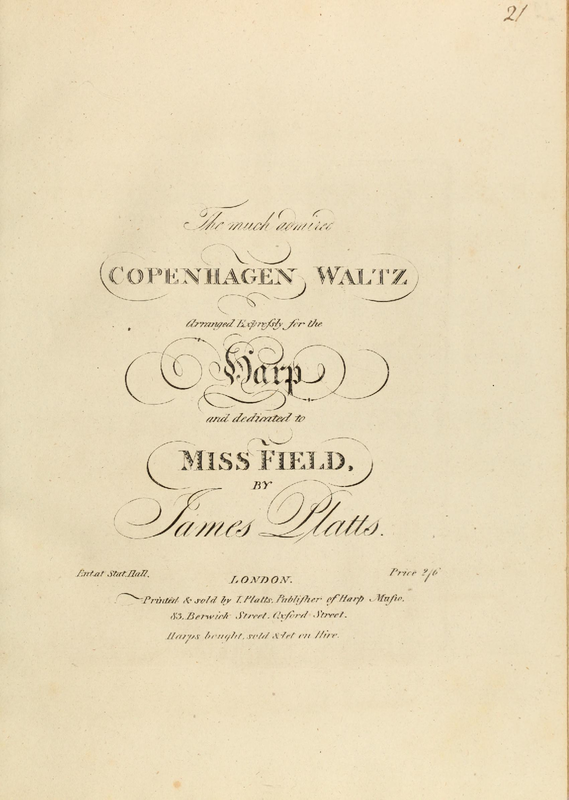 21
The much admired
COPENHAGEN WALTZ
Arranged Expreſsly for the
Harp
and dedicated to
MISS FIELD,
BY
James Platts.
Ent. at Stat. Hall.
LONDON.
Price 2/6
Printed & sold by I. Platts, Publiſher of Harp Muſic,
83, Berwick Street, Oxford Street.
Harps bought, sold & let on Hire.